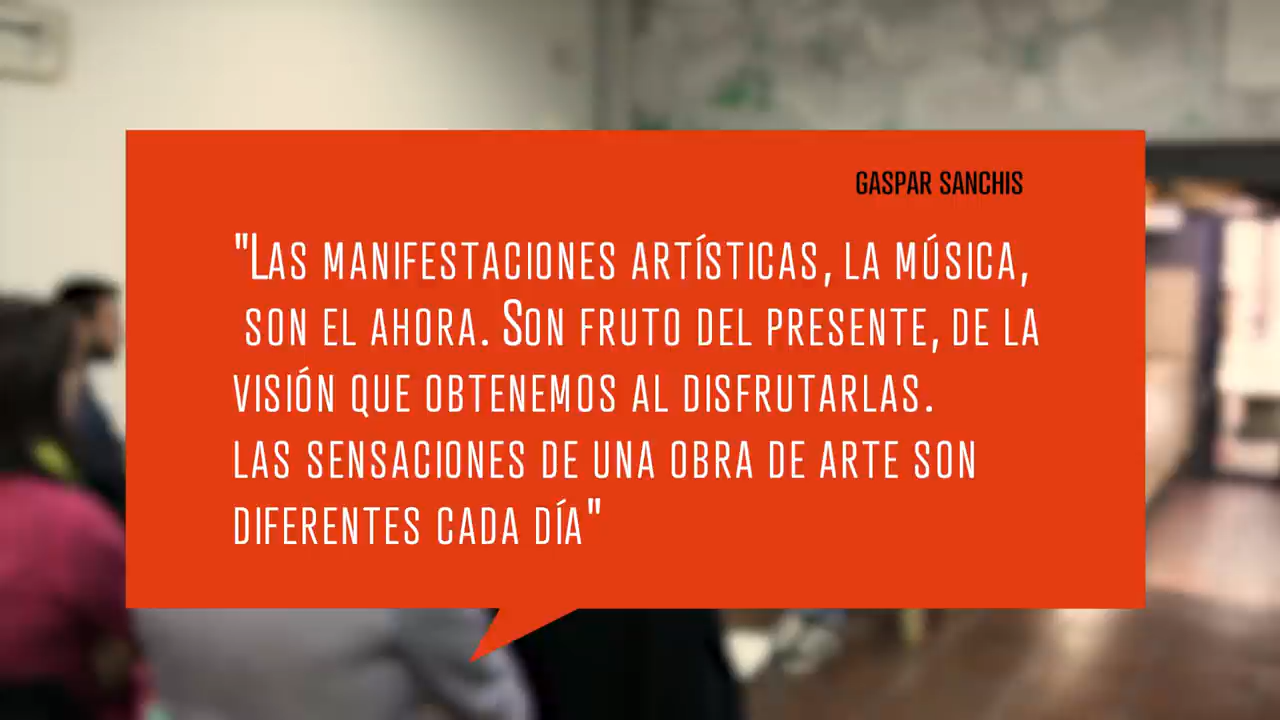 GASPAR SANCHIS
"LAS MANIFESTACIONES ARTÍSTICAS, LA MÚSICA,
SON EL AHORA. SON FRUTO DEL PRESENTE, DE LA
VISIÓN QUE OBTENEMOS AL DISFRUTARLAS.
LAS SENSACIONES DE UNA OBRA DE ARTE SON
DIFERENTES CADA DÍA"